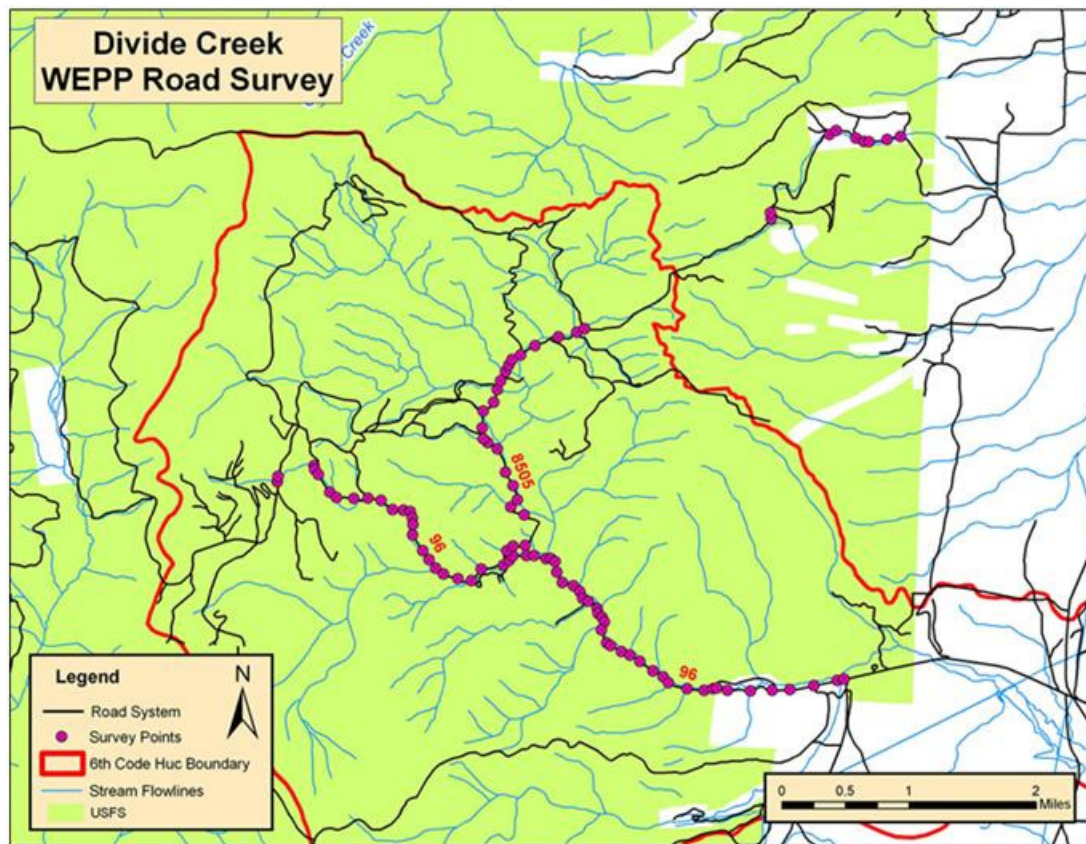 Divide Creek
WEPP Road Survey
Creek
8505
96
96
Legend
N
Road System
Survey Points
6th Code Huc Boundary
Stream Flowlines
USFS
0 0.5 1 2
Miles